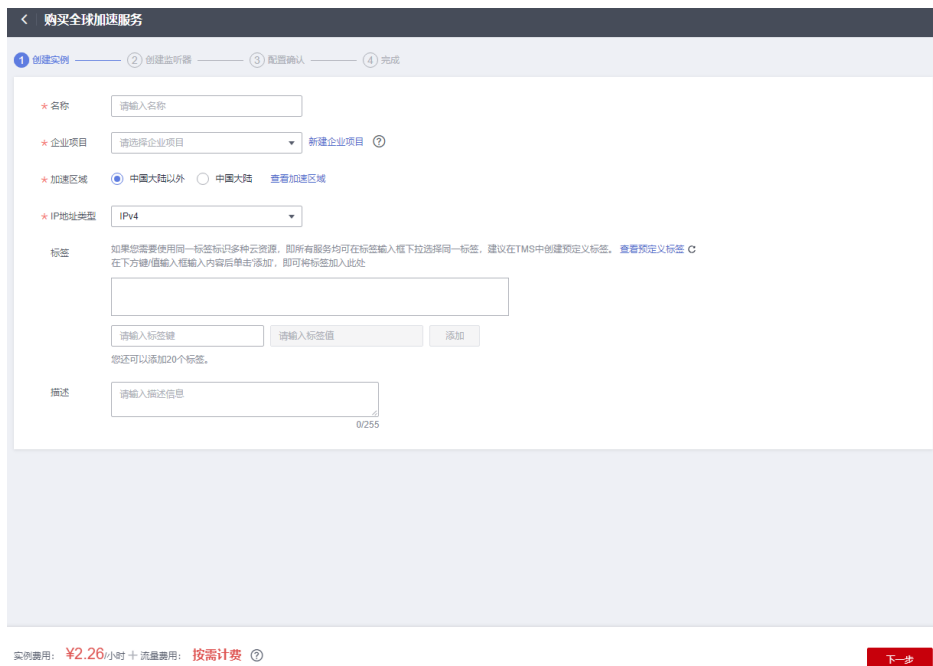 购买全球加速服务
1 创建实例 2 创建监听器 3 配置确认 4 完成
* 名称 请输入名称
* 企业项目 请选择企业项目 新建企业项目 ?
* 加速区域 中国大陆以外 中国大陆 查看加速区域
* IP地址类型 IPv4
标签 如果您需要使用同一标签标识多种云资源，即所有服务均可在标签输入框下拉选择同一标签，建议在TMS中创建预定义标签。 查看预定义标签
在下方键/值输入框输入内容后单击'添加'，即可将标签加入此处
请输入标签键 请输入标签值 添加
您还可以添加20个标签。
描述 请输入描述信息
0/255
实例费用： ¥2.26/小时 + 流量费用： 按需计费 ?
下一步